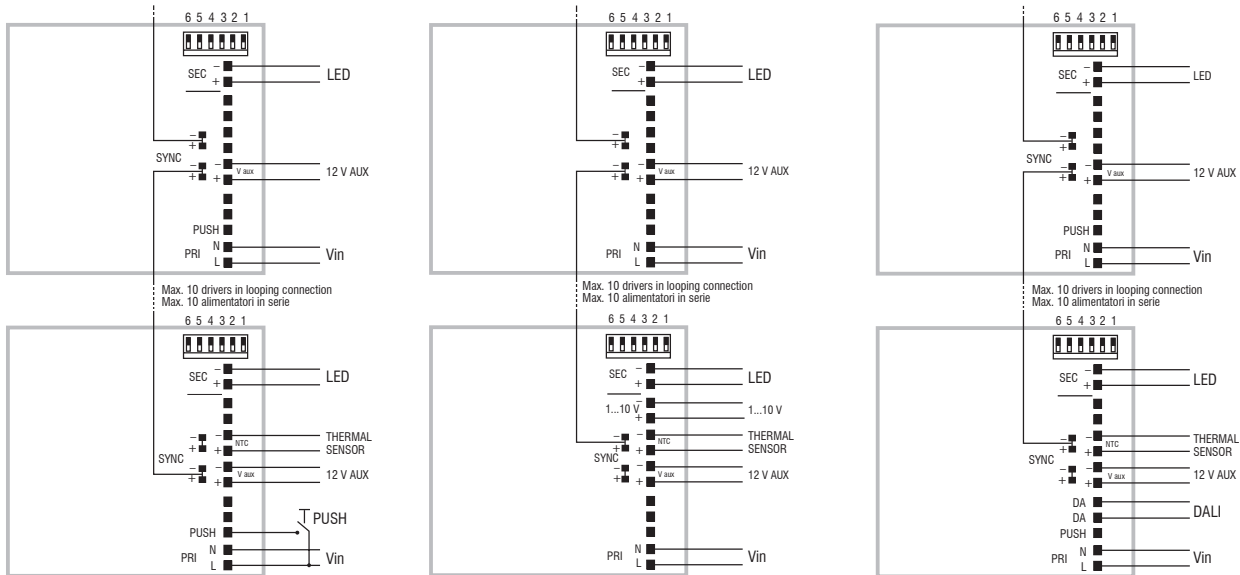 6 5 4 3 2 1
SEC
−
+
LED
−
+
SYNC
−
+
−
+
V aux
12 V AUX
PUSH
PRI
N
L
Vin
Max. 10 drivers in looping connection
Max. 10 alimentatori in serie
6 5 4 3 2 1
SEC
−
+
LED
−
+
SYNC
−
+
−
+
NTC
THERMAL
SENSOR
−
+
V aux
12 V AUX
PUSH
PUSH
PRI
N
L
Vin
6 5 4 3 2 1
SEC
−
+
LED
−
+
−
+
−
+
V aux
12 V AUX
PRI
N
L
Vin
Max. 10 drivers in looping connection
Max. 10 alimentatori in serie
6 5 4 3 2 1
SEC
−
+
LED
1...10 V
−
+
1...10 V
−
+
SYNC
−
+
−
+
NTC
THERMAL
SENSOR
−
+
V aux
12 V AUX
PRI
N
L
Vin
6 5 4 3 2 1
SEC
−
+
LED
−
+
SYNC
−
+
−
+
V aux
12 V AUX
PUSH
PRI
N
L
Vin
Max. 10 drivers in looping connection
Max. 10 alimentatori in serie
6 5 4 3 2 1
SEC
−
+
LED
−
+
SYNC
−
+
−
+
NTC
THERMAL
SENSOR
−
+
V aux
12 V AUX
DA
DA
DALI
PUSH
PRI
N
L
Vin